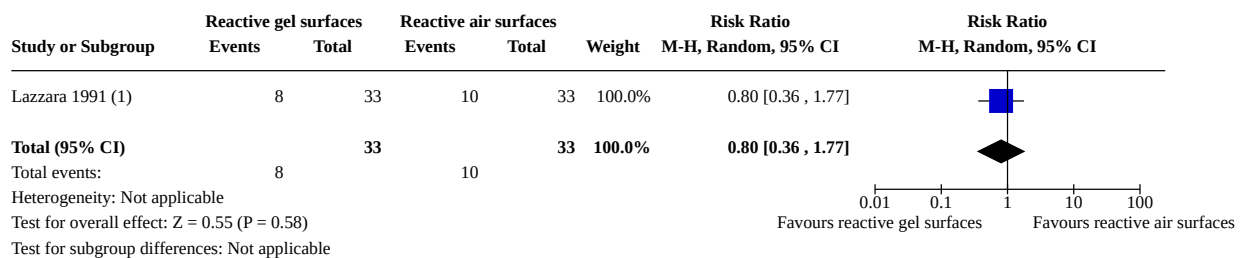 Reactive gel surfaces Reactive air surfaces Risk Ratio Risk Ratio
Study or Subgroup Events Total Events Total Weight M-H, Random, 95% CI M-H, Random, 95% CI
Lazzara 1991 (1) 8 33 10 33 100.0% 0.80 [0.36 , 1.77]
Total (95% CI) 33 33 100.0% 0.80 [0.36 , 1.77]
Total events: 8 10
Heterogeneity: Not applicable 0.01 0.1 1 10 100
Test for overall effect: Z = 0.55 (P = 0.58) Favours reactive gel surfaces Favours reactive air surfaces
Test for subgroup differences: Not applicable